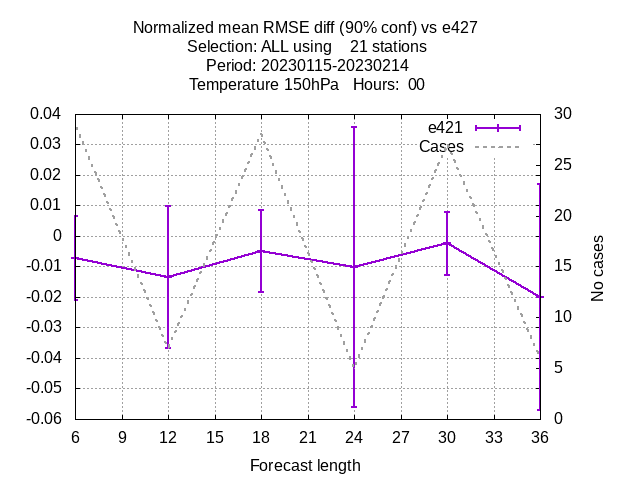 Normalized mean RMSE diff (90% conf) vs e427
Selection: ALL using    21 stations
Period: 20230115-20230214
Temperature 150hPa   Hours:  00
0.04
0.03
0.02
0.01
0
-0.01
-0.02
-0.03
-0.04
-0.05
-0.06
30
25
20
15
10
5
0
e421
Cases
No cases
6 9 12 15 18 21 24 27 30 33 36
Forecast length